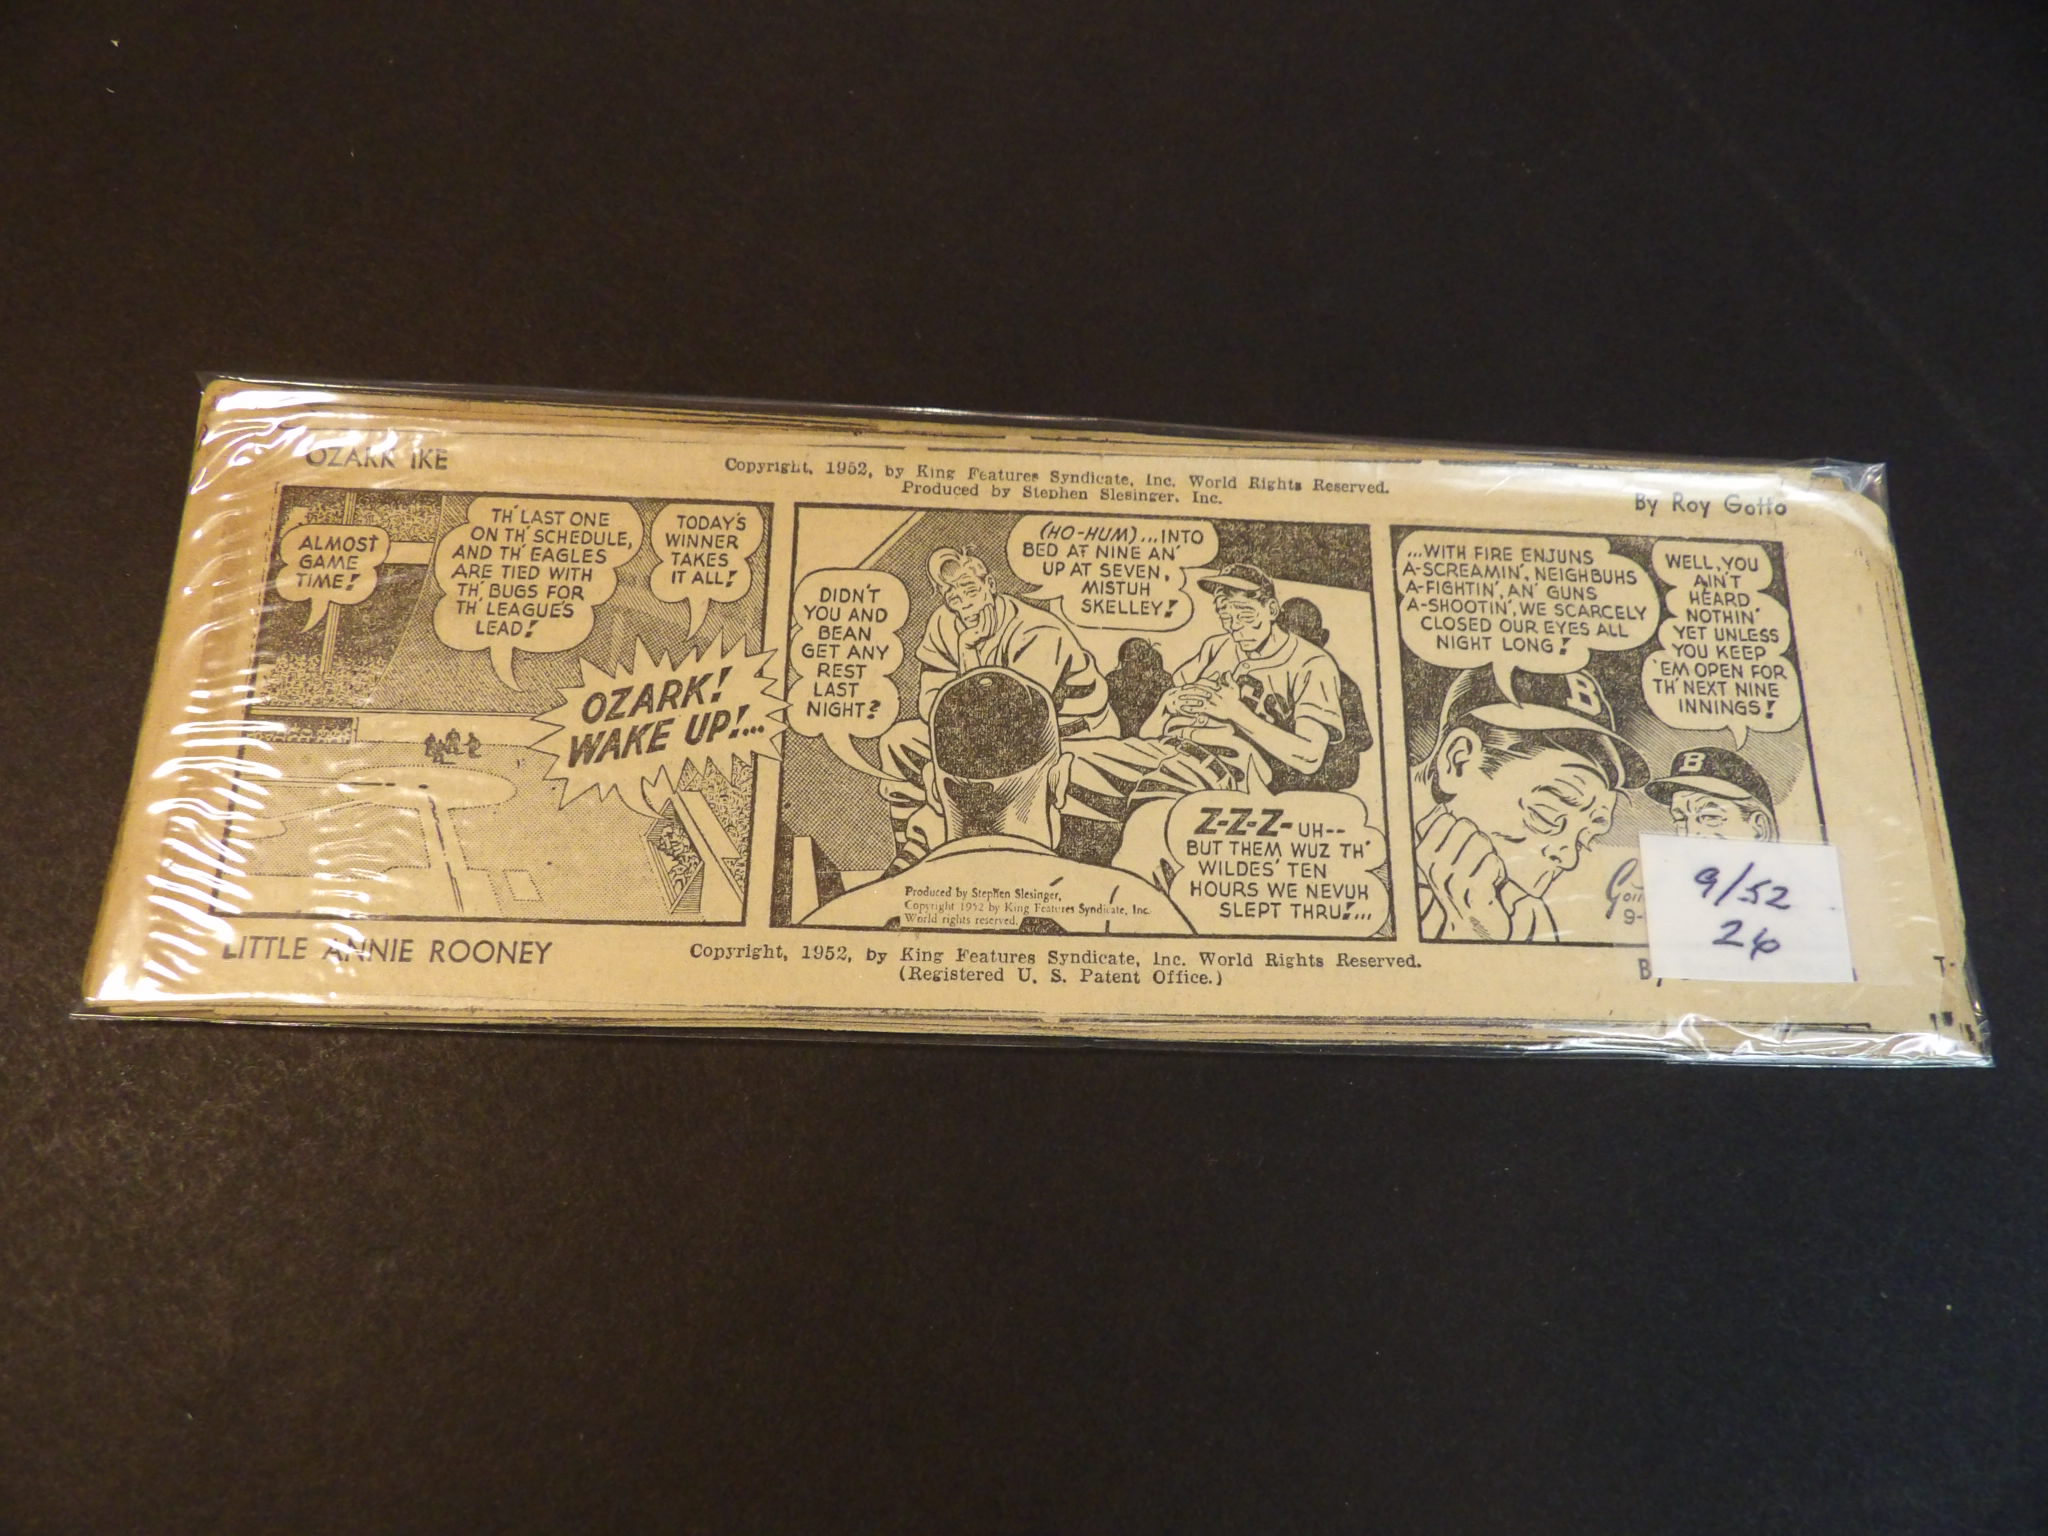 OZARK IKE
Copyright, 1952, by King Features Syndicate, Inc. World Rights Reserved.
Produced by Stephen Slesinger, Inc.
By Roy Gotto
ALMOST
GAME
TIME!
TH' LAST ONE
ON TH' SCHEDULE,
AND TH' EAGLES
ARE TIED WITH
TH' BUGS FOR
TH' LEAGUE'S
LEAD!
TODAY'S
WINNER
TAKES
IT ALL!
OZARK!
WAKE UP!...
DIDN'T
YOU AND
BEAN
GET ANY
REST
LAST
NIGHT?
(HO-HUM)...INTO
BED AT NINE AN'
UP AT SEVEN,
MISTUH
SKELLEY!
Z-Z-Z- UH--
BUT THEM WUZ TH'
WILDES' TEN
HOURS WE NEVUH
SLEPT THRU!...
GS
Produced by Stephen Slesinger,
Copyright 1952 by King Features Syndicate, Inc.
World rights reserved.
...WITH FIRE ENJUNS
A-SCREAMIN', NEIGHBUHS
A-FIGHTIN', AN' GUNS
A-SHOOTIN', WE SCARCELY
CLOSED OUR EYES ALL
NIGHT LONG!
WELL, YOU
AIN'T
HEARD
NOTHIN'
YET UNLESS
YOU KEEP
'EM OPEN FOR
TH' NEXT NINE
INNINGS!
B
B
9-
9/52
26
LITTLE ANNIE ROONEY
Copyright, 1952, by King Features Syndicate, Inc. World Rights Reserved.
(Registered U. S. Patent Office.)